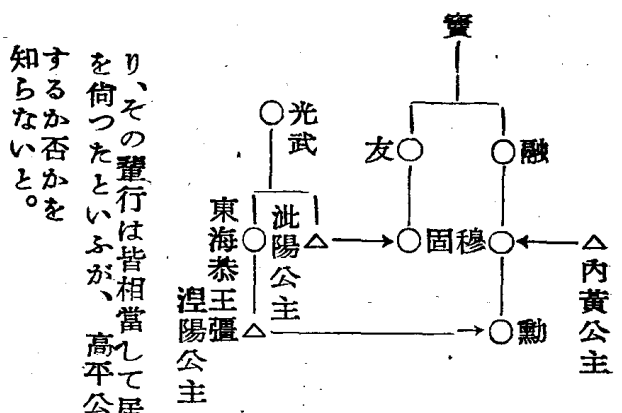 竇
融
友
穆
固
勳
內黃公主
光武
沘陽公主
東海恭王彊
涅陽公主
り、その輩行は皆相當して居
を尙つたといふが、高平公
するか否かを
知らないと。